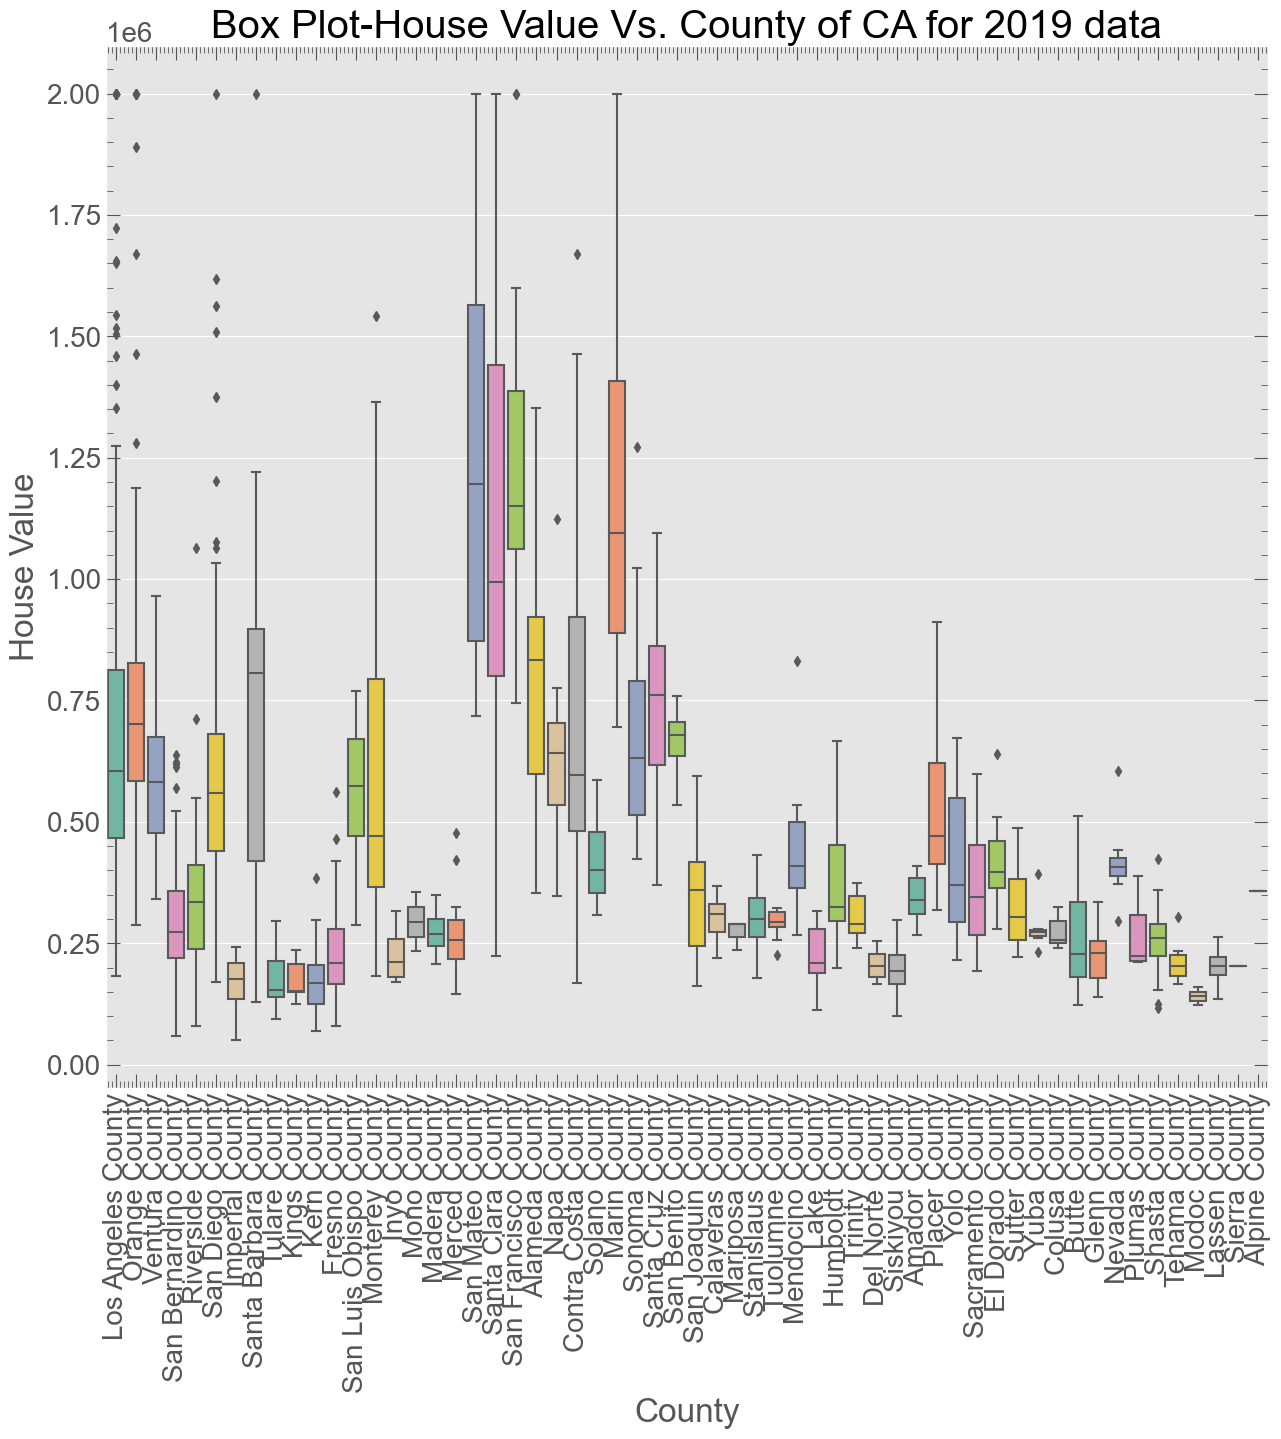 Box Plot-House Value Vs. County of CA for 2019 data
1e6
2.00
1.75
1.50
1.25
1.00
0.75
0.50
0.25
0.00
House Value
Los Angeles County
Orange County
Ventura County
San Bernardino County
Riverside County
San Diego County
Imperial County
Santa Barbara County
Tulare County
Kings County
Kern County
Fresno County
San Luis Obispo County
Monterey County
Inyo County
Mono County
Madera County
Merced County
San Mateo County
Santa Clara County
San Francisco County
Alameda County
Napa County
Contra Costa County
Solano County
Marin County
Sonoma County
Santa Cruz County
San Benito County
San Joaquin County
Calaveras County
Mariposa County
Stanislaus County
Tuolumne County
Mendocino County
Lake County
Humboldt County
Trinity County
Del Norte County
Siskiyou County
Amador County
Placer County
Yolo County
Sacramento County
El Dorado County
Sutter County
Yuba County
Colusa County
Butte County
Glenn County
Nevada County
Plumas County
Shasta County
Tehama County
Modoc County
Lassen County
Sierra County
Alpine County
County